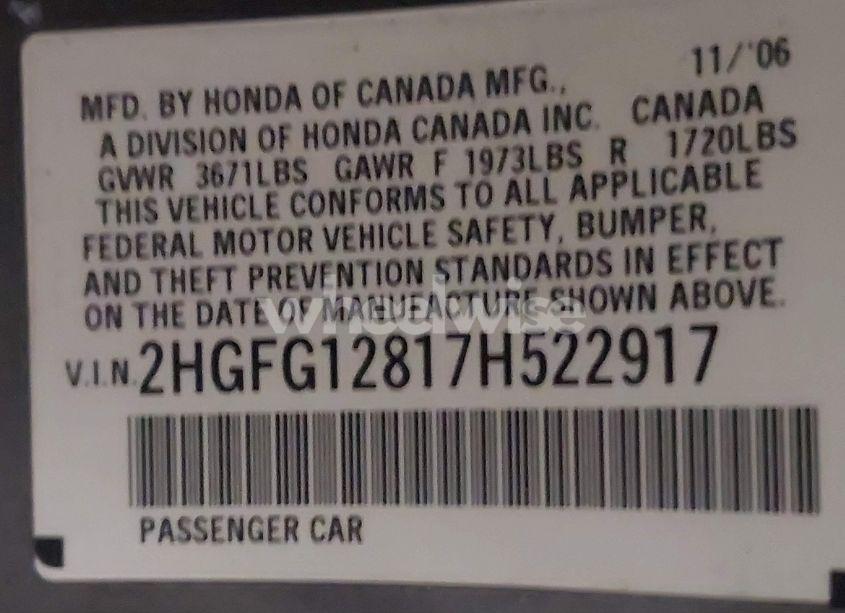 11/'06
MFD. BY HONDA OF CANADA MFG.,
A DIVISION OF HONDA CANADA INC. CANADA
GVWR 3671LBS GAWR F 1973LBS R 1720LBS
THIS VEHICLE CONFORMS TO ALL APPLICABLE
FEDERAL MOTOR VEHICLE SAFETY, BUMPER,
AND THEFT PREVENTION STANDARDS IN EFFECT
ON THE DATE OF MANUFACTURE SHOWN ABOVE.
wheelwise
V.I.N. 2HGFG12817H522917
PASSENGER CAR